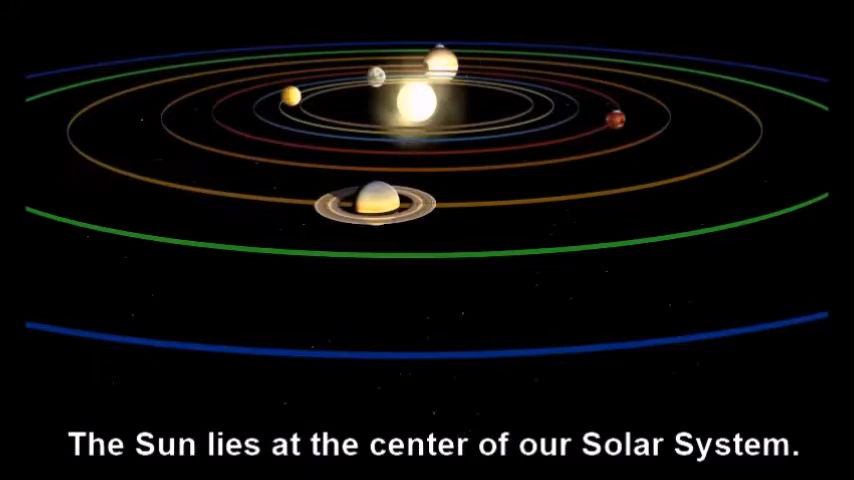 The Sun lies at the center of our Solar System.